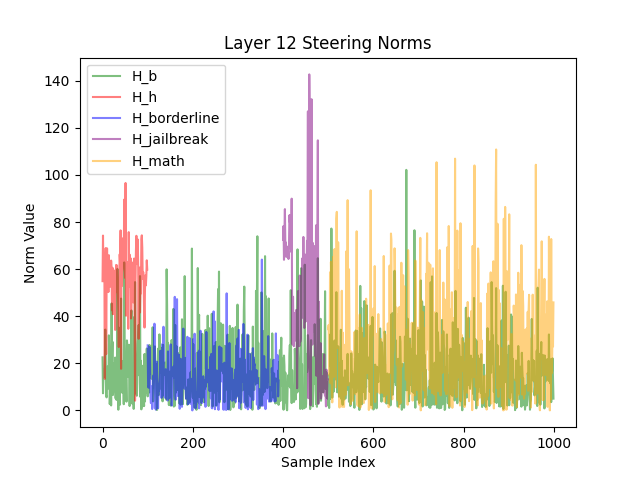 Layer 12 Steering Norms
H_b
H_h
H_borderline
H_jailbreak
H_math
Norm Value
140
120
100
80
60
40
20
0
0 200 400 600 800 1000
Sample Index